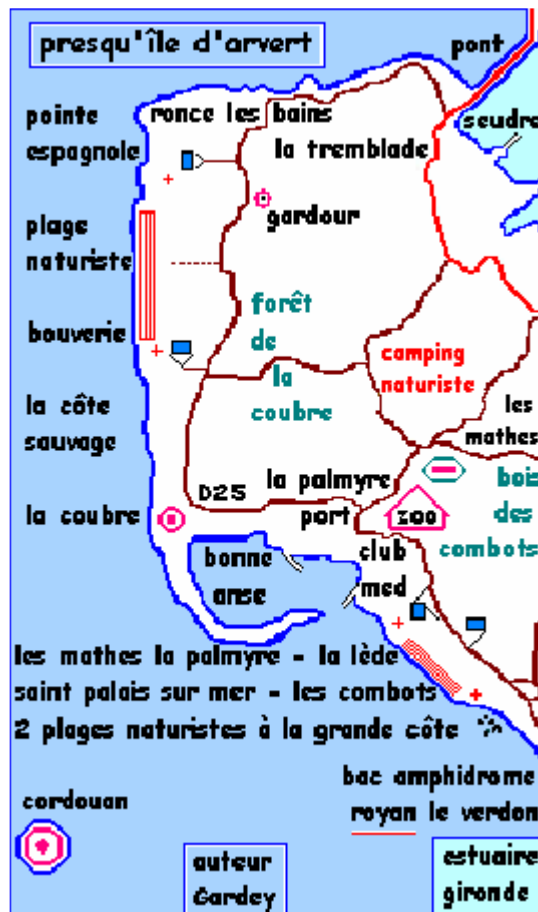 presqu'île d'arvert
pont
pointe
espagnole
ronce les bains
la tremblade
seudre
gardour
plage
naturiste
bouverie
forêt
de
la
coubre
camping
naturiste
les
mathes
la côte
sauvage
la palmyre
D25
port
zoo
bois
des
combots
la coubre
club
med
bonne
anse
les mathes la palmyre - la lède
saint palais sur mer - les combots
2 plages naturistes à la grande côte
bac amphidrome
royan le verdon
cordouan
auteur
Gardey
estuaire
gironde